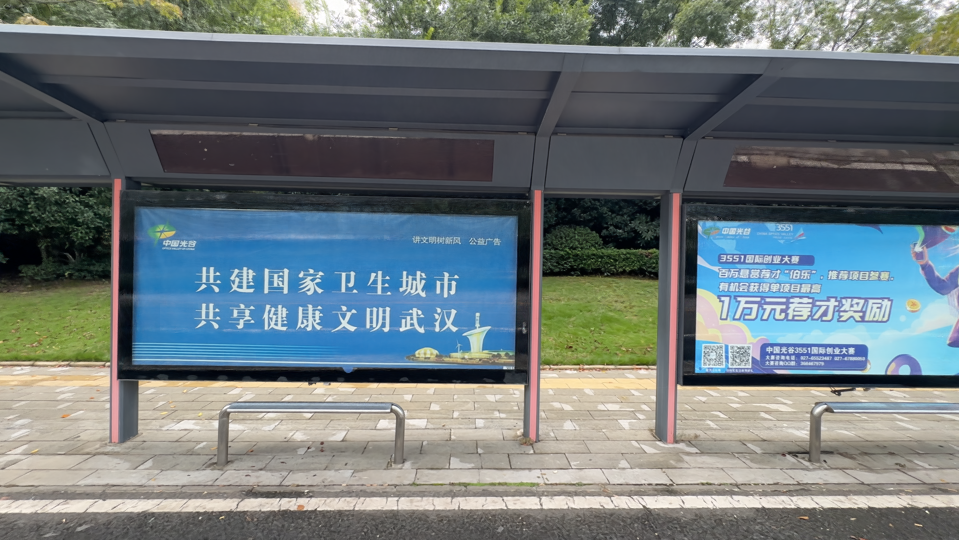 中国光谷
讲文明树新风 公益广告
共建国家卫生城市
共享健康文明武汉
中国光谷
3551
3551国际创业大赛
百万悬赏荐才“伯乐”，推荐项目参赛，
有机会获得单项目最高
1万元荐才奖励
中国光谷3551国际创业大赛